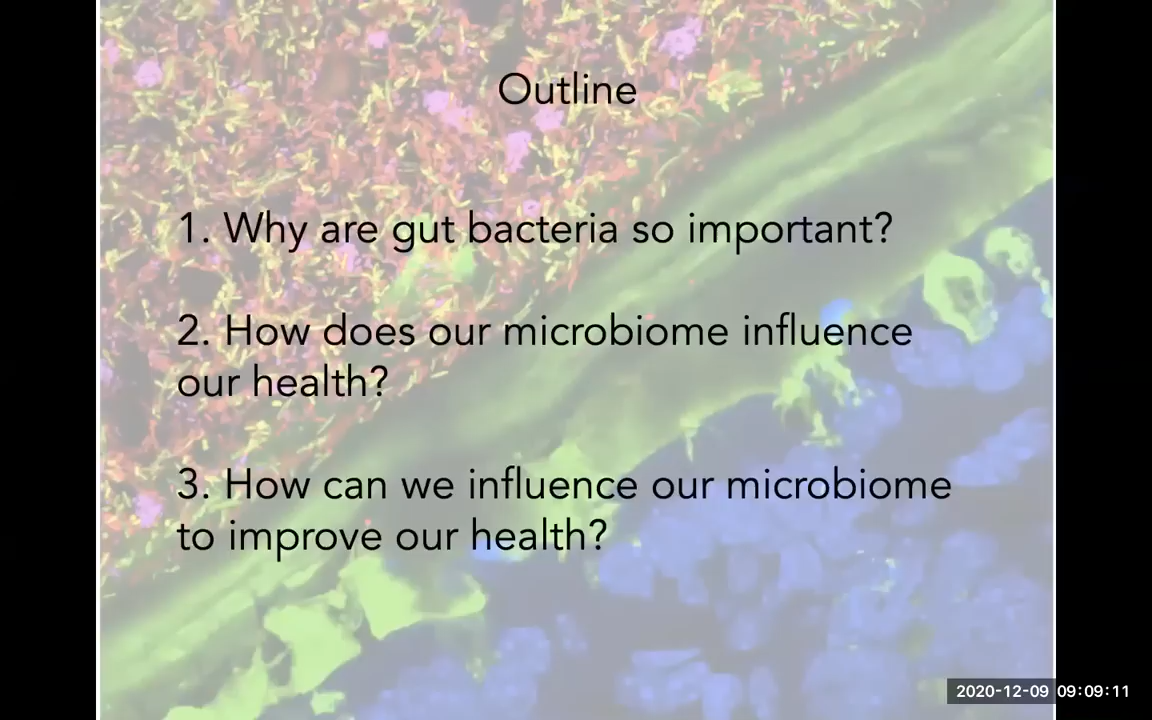 Outline
1. Why are gut bacteria so important?
2. How does our microbiome influence
our health?
3. How can we influence our microbiome
to improve our health?
2020-12-09 09:09:11